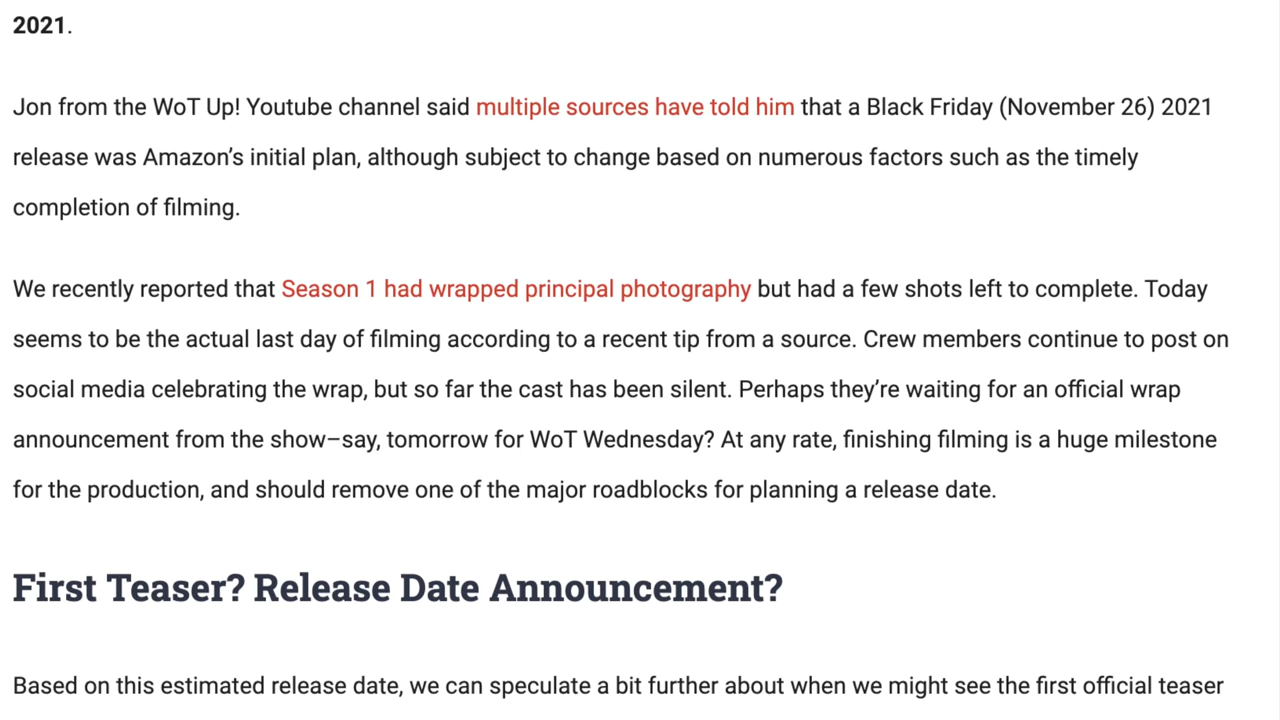 2021.
Jon from the WoT Up! Youtube channel said multiple sources have told him that a Black Friday (November 26) 2021
release was Amazon’s initial plan, although subject to change based on numerous factors such as the timely
completion of filming.
We recently reported that Season 1 had wrapped principal photography but had a few shots left to complete. Today
seems to be the actual last day of filming according to a recent tip from a source. Crew members continue to post on
social media celebrating the wrap, but so far the cast has been silent. Perhaps they’re waiting for an official wrap
announcement from the show–say, tomorrow for WoT Wednesday? At any rate, finishing filming is a huge milestone
for the production, and should remove one of the major roadblocks for planning a release date.
First Teaser? Release Date Announcement?
Based on this estimated release date, we can speculate a bit further about when we might see the first official teaser